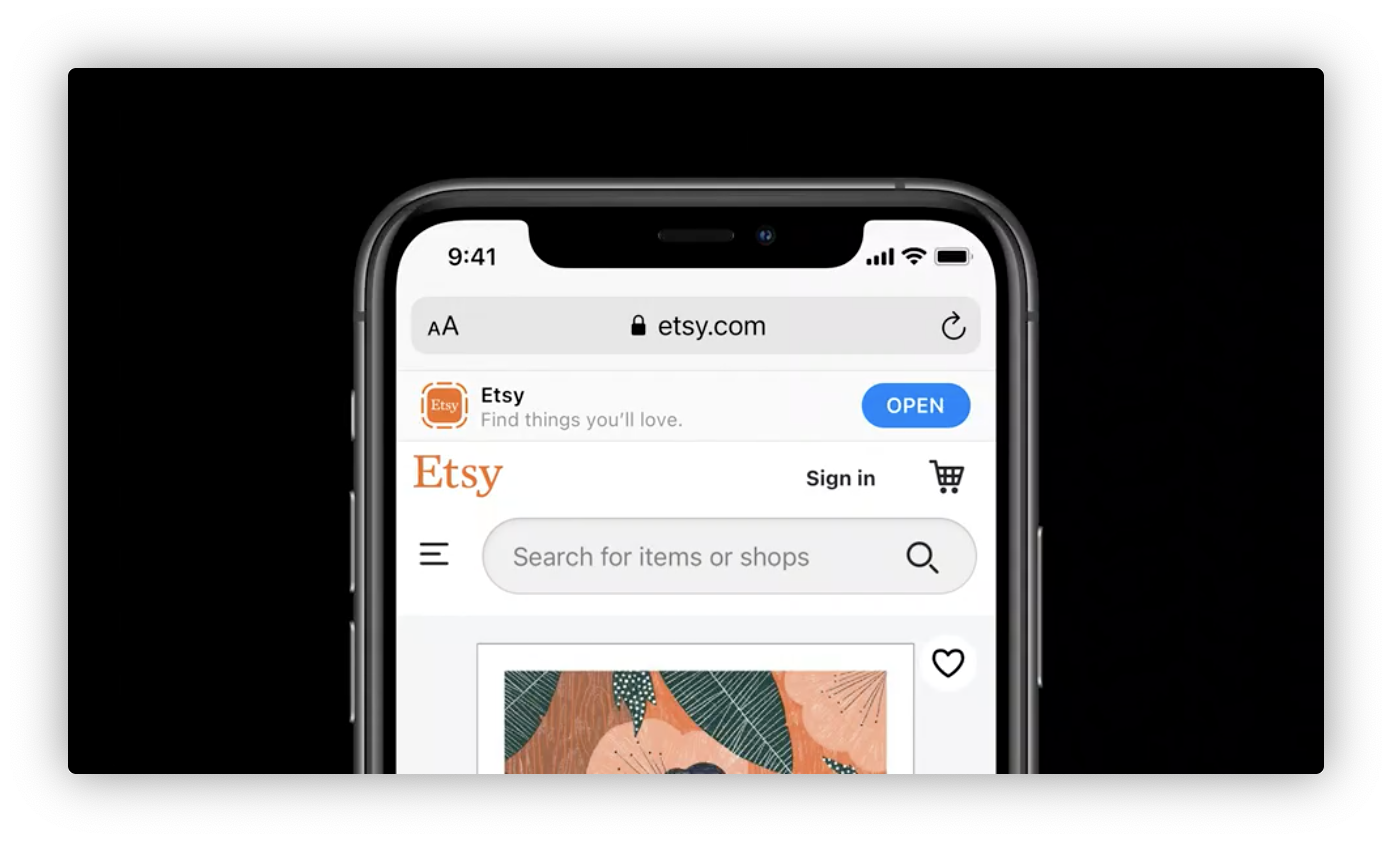 9:41
AA etsy.com
Etsy Etsy OPEN
Find things you’ll love.
Etsy Sign in
Search for items or shops